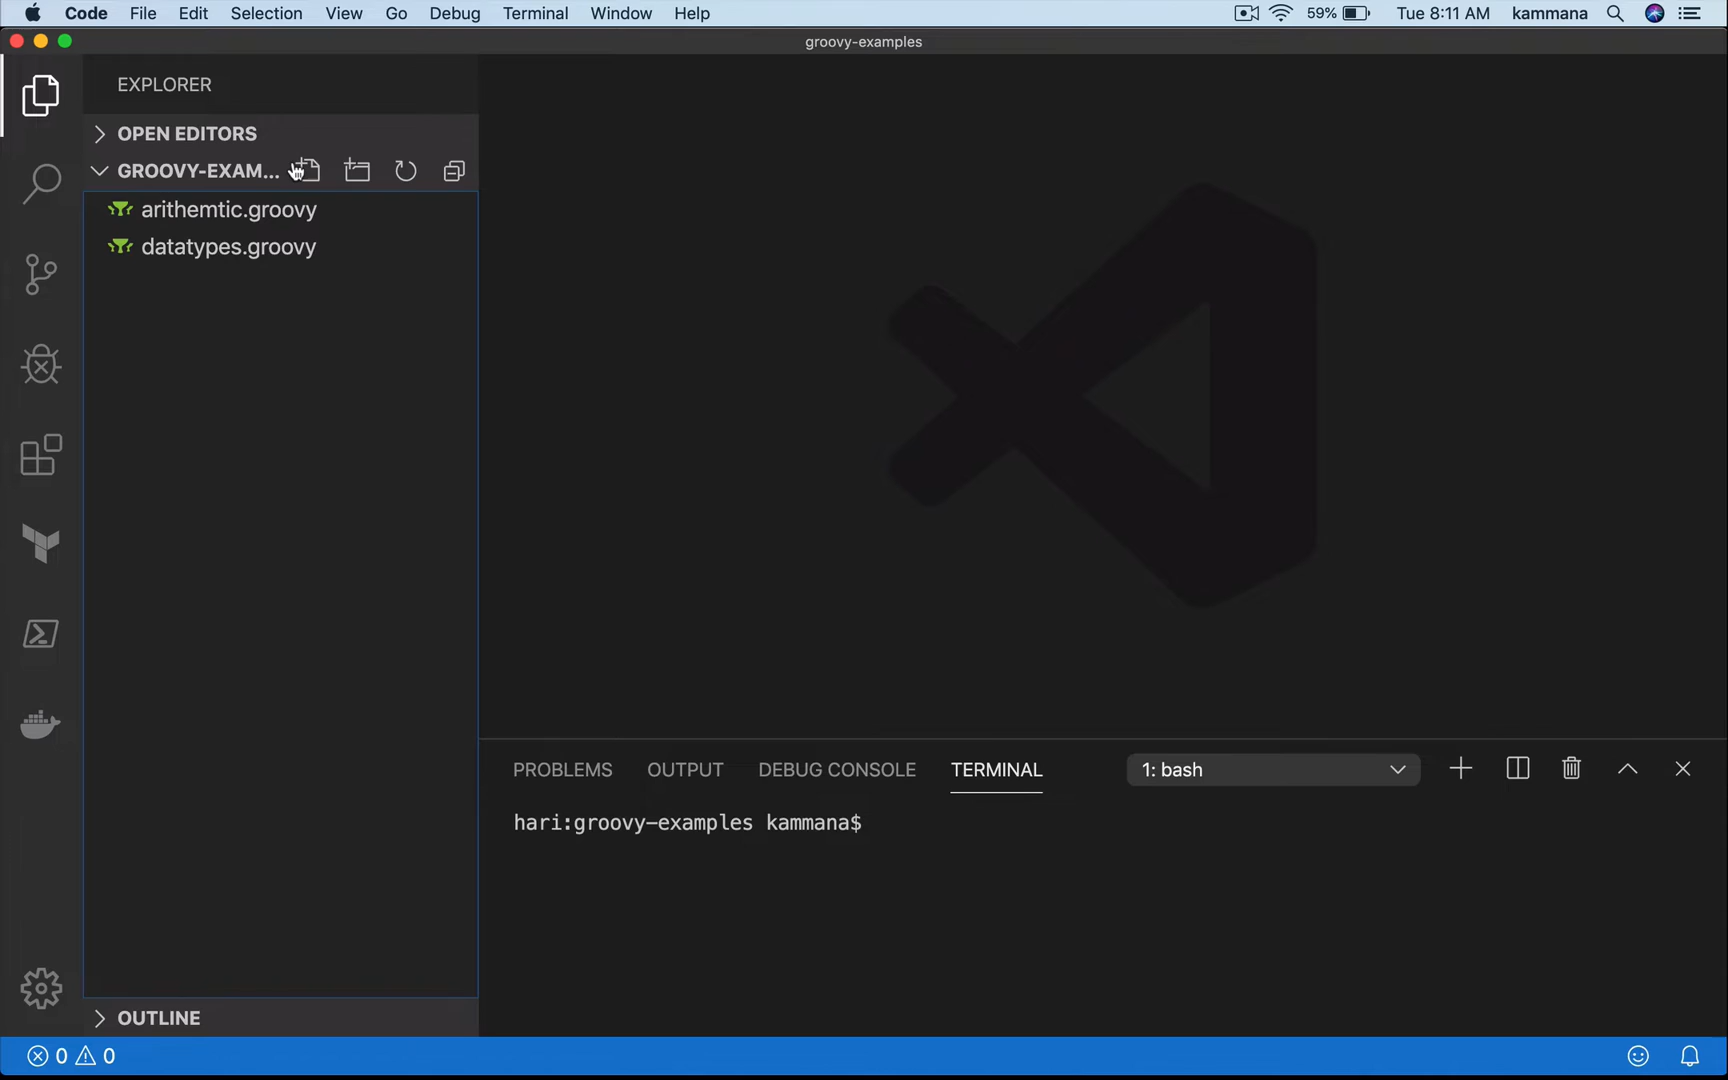 Code File Edit Selection View Go Debug Terminal Window Help 59% Tue 8:11 AM kammana
groovy-examples
EXPLORER
OPEN EDITORS
GROOVY-EXAM...
arithemtic.groovy
datatypes.groovy
PROBLEMS OUTPUT DEBUG CONSOLE TERMINAL 1: bash
hari:groovy-examples kammana$
OUTLINE
0 0